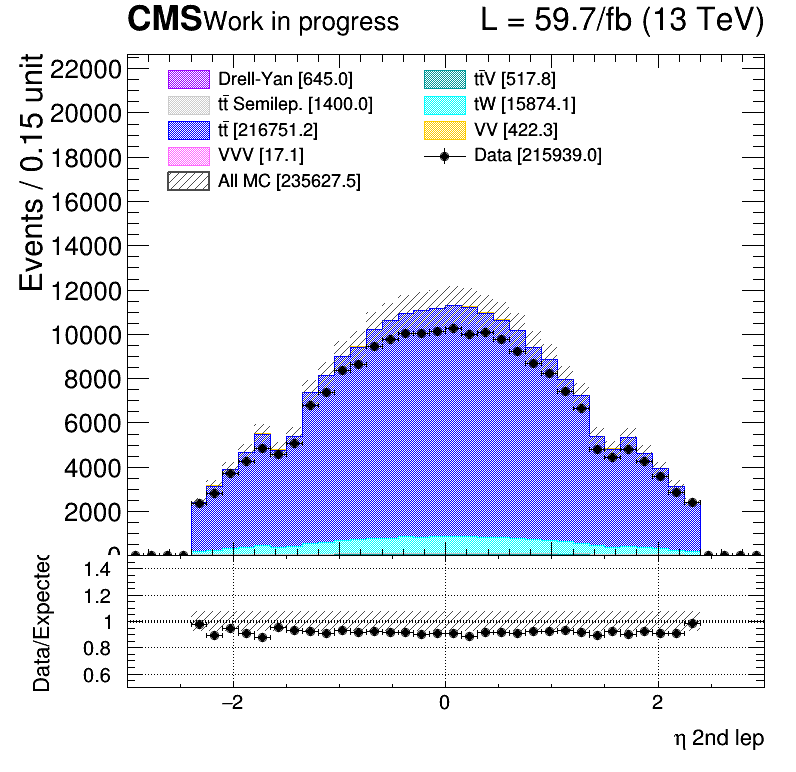 CMS Work in progress L = 59.7/fb (13 TeV)
Events / 0.15 unit
22000
20000
18000
16000
14000
12000
10000
8000
6000
4000
2000
0
Drell-Yan [645.0]
tt̄ Semilep. [1400.0]
tt̄ [216751.2]
VVV [17.1]
All MC [235627.5]
tt̄V [517.8]
tW [15874.1]
VV [422.3]
Data [215939.0]
Data/Expected
1.4
1.2
1
0.8
0.6
−2 0 2
η 2nd lep